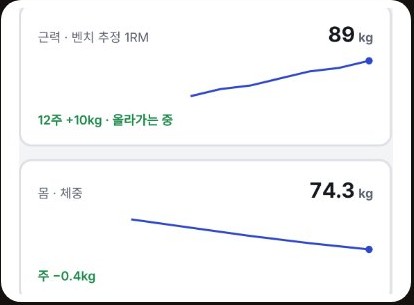 근력 · 벤치 추정 1RM
89 kg
12주 +10kg · 올라가는 중
몸 · 체중
74.3 kg
주 −0.4kg